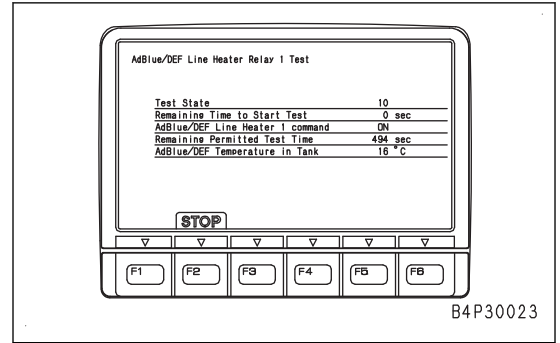 AdBlue/DEF Line Heater Relay 1 Test
Test State 10
Remaining Time to Start Test 0 sec
AdBlue/DEF Line Heater 1 command ON
Remaining Permitted Test Time 494 sec
AdBlue/DEF Temperature in Tank 16 °C
STOP
F1 F2 F3 F4 F5 F6
B4P30023